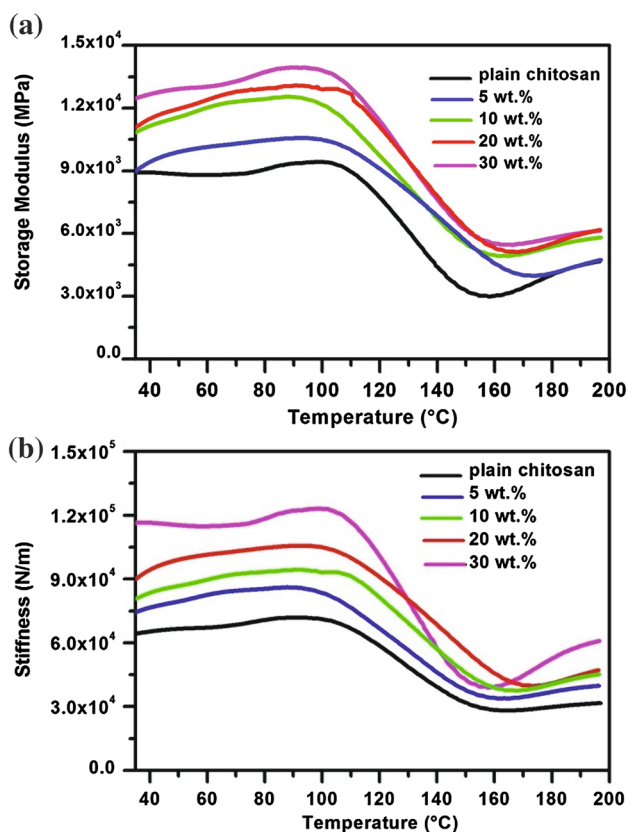 (a)
Storage Modulus (MPa)
1.5x10⁴
1.2x10⁴
9.0x10³
6.0x10³
3.0x10³
0.0
plain chitosan
5 wt.%
10 wt.%
20 wt.%
30 wt.%
40 60 80 100 120 140 160 180 200
Temperature (°C)
(b)
Stiffness (N/m)
1.5x10⁵
1.2x10⁵
9.0x10⁴
6.0x10⁴
3.0x10⁴
0.0
plain chitosan
5 wt.%
10 wt.%
20 wt.%
30 wt.%
40 60 80 100 120 140 160 180 200
Temperature (°C)